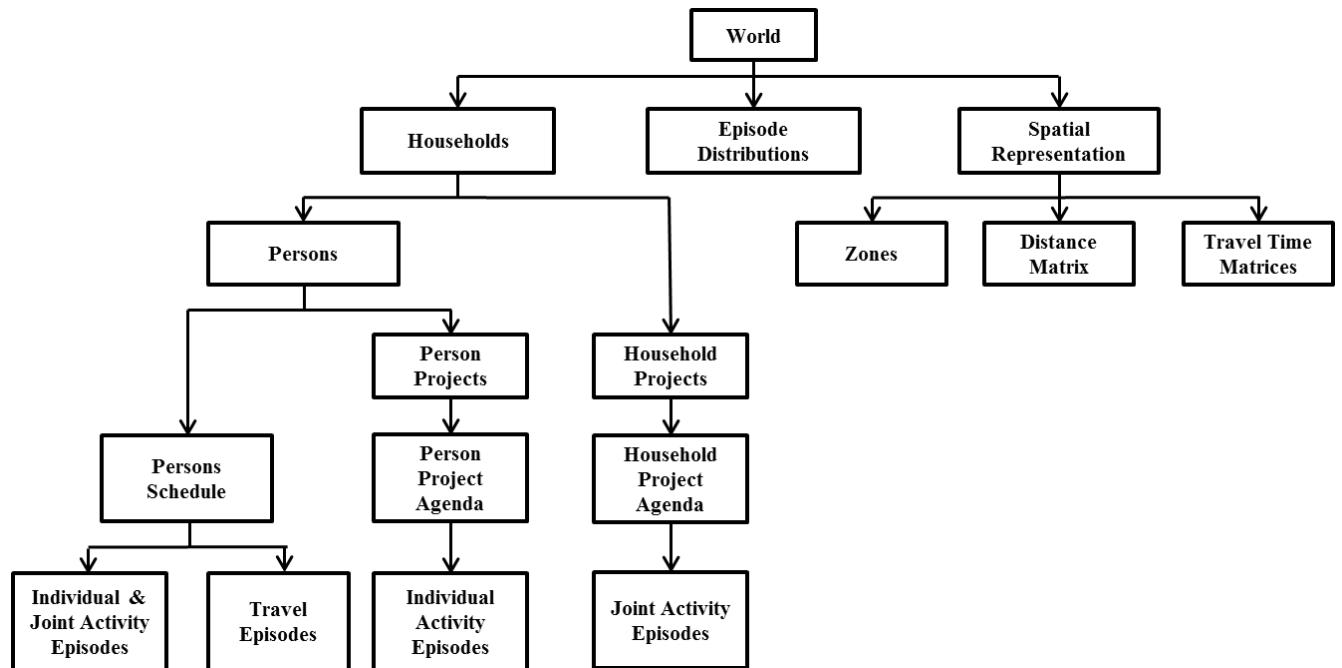 World
Households
Episode
Distributions
Spatial
Representation
Persons
Zones
Distance
Matrix
Travel Time
Matrices
Person
Projects
Household
Projects
Persons
Schedule
Person
Project
Agenda
Household
Project
Agenda
Individual &
Joint Activity
Episodes
Travel
Episodes
Individual
Activity
Episodes
Joint Activity
Episodes